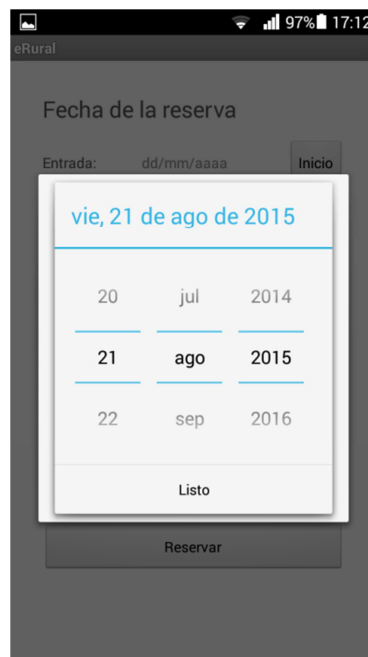 97% 17:12
eRural
Fecha de la reserva
Entrada: dd/mm/aaaa Inicio
vie, 21 de ago de 2015
20 jul 2014
21 ago 2015
22 sep 2016
Listo
Reservar